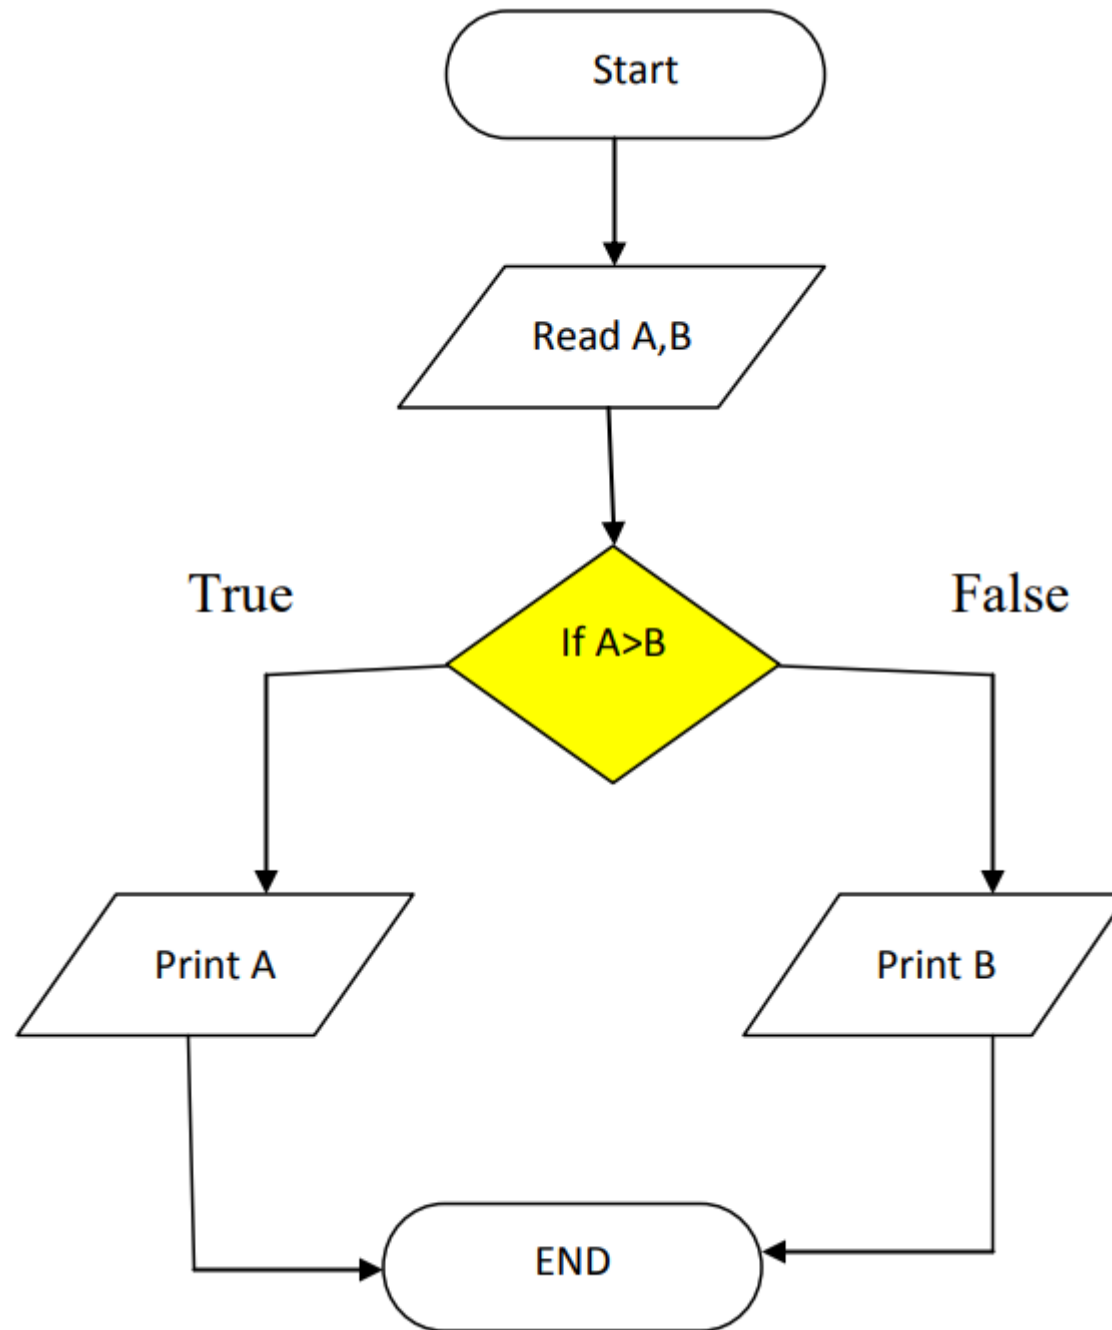 Start
Read A,B
True
False
If A>B
Print A
Print B
END